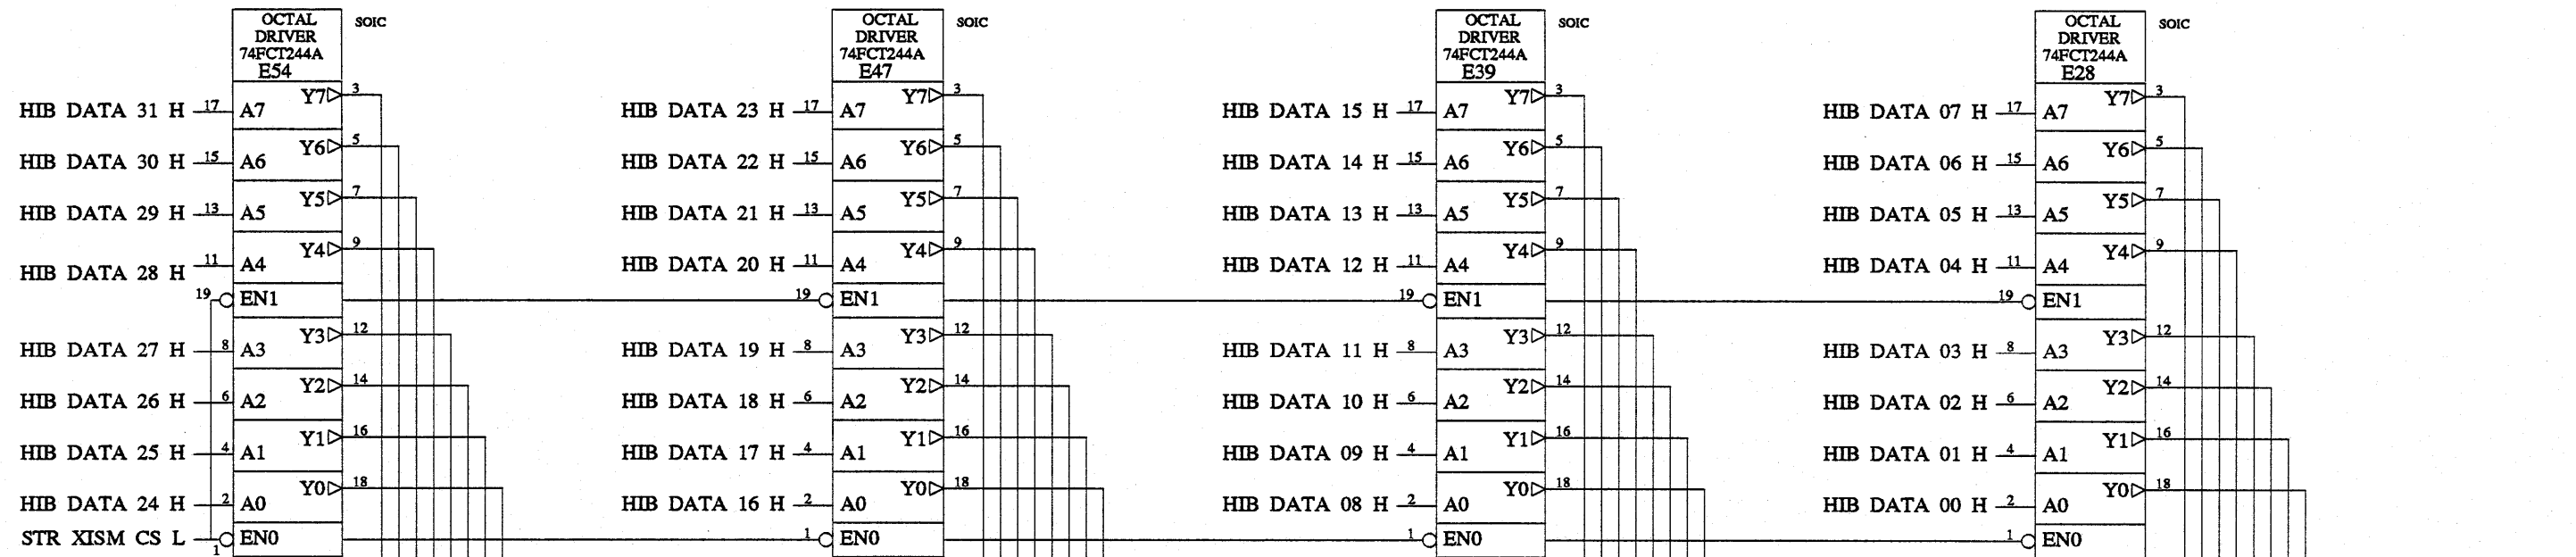 OCTAL SOIC OCTAL SOIC OCTAL SOIC OCTAL SOIC
DRIVER DRIVER DRIVER DRIVER
74FCT244A 74FCT244A 74FCT244A 74FCT244A
E54 E47 E39 E28
Y7 3 Y7 3 Y7 3 Y7 3
HIB DATA 31 H 17 A7 HIB DATA 23 H 17 A7 HIB DATA 15 H 17 A7 HIB DATA 07 H 17 A7
Y6 5 Y6 5 Y6 5 Y6 5
HIB DATA 30 H 15 A6 HIB DATA 22 H 15 A6 HIB DATA 14 H 15 A6 HIB DATA 06 H 15 A6
Y5 7 Y5 7 Y5 7 Y5 7
HIB DATA 29 H 13 A5 HIB DATA 21 H 13 A5 HIB DATA 13 H 13 A5 HIB DATA 05 H 13 A5
Y4 9 Y4 9 Y4 9 Y4 9
HIB DATA 28 H 11 A4 HIB DATA 20 H 11 A4 HIB DATA 12 H 11 A4 HIB DATA 04 H 11 A4
19 EN1 19 EN1 19 EN1 19 EN1
Y3 12 Y3 12 Y3 12 Y3 12
HIB DATA 27 H 8 A3 HIB DATA 19 H 8 A3 HIB DATA 11 H 8 A3 HIB DATA 03 H 8 A3
Y2 14 Y2 14 Y2 14 Y2 14
HIB DATA 26 H 6 A2 HIB DATA 18 H 6 A2 HIB DATA 10 H 6 A2 HIB DATA 02 H 6 A2
Y1 16 Y1 16 Y1 16 Y1 16
HIB DATA 25 H 4 A1 HIB DATA 17 H 4 A1 HIB DATA 09 H 4 A1 HIB DATA 01 H 4 A1
Y0 18 Y0 18 Y0 18 Y0 18
HIB DATA 24 H 2 A0 HIB DATA 16 H 2 A0 HIB DATA 08 H 2 A0 HIB DATA 00 H 2 A0
STR XISM CS L 1 EN0 1 EN0 1 EN0 1 EN0